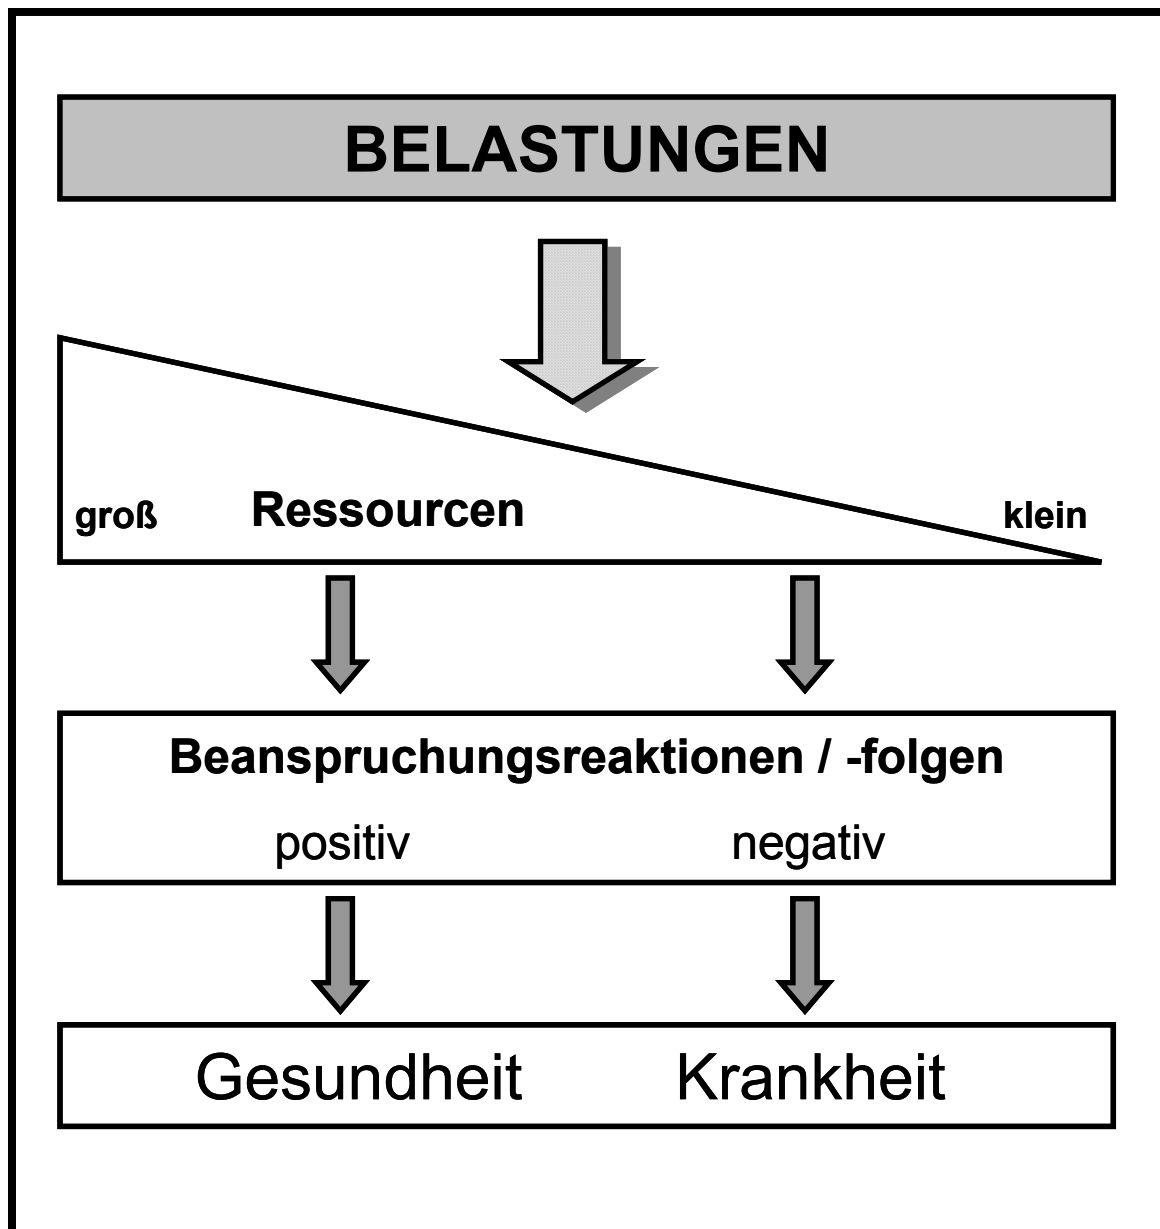 BELASTUNGEN
groß Ressourcen klein
Beanspruchungsreaktionen / -folgen
positiv negativ
Gesundheit Krankheit